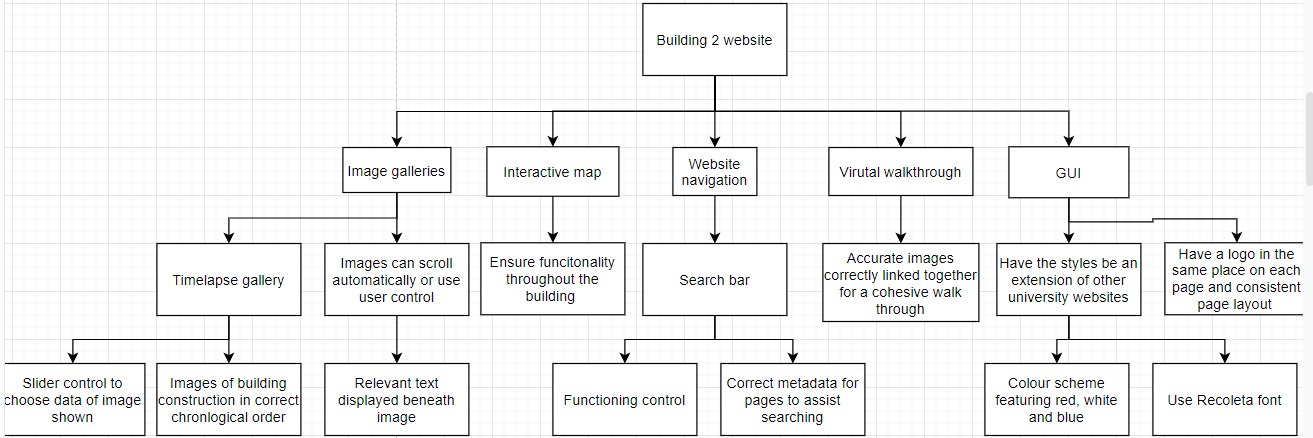 Building 2 website
Image galleries
Interactive map
Website
navigation
Virutal walkthrough
GUI
Timelapse gallery
Images can scroll
automatically or use
user control
Ensure funcitonality
throughout the
building
Search bar
Accurate images
correctly linked together
for a cohesive walk
through
Have the styles be an
extension of other
university websites
Have a logo in the
same place on each
page and consistent
page layout
Slider control to
choose data of image
shown
Images of building
construction in correct
chronlogical order
Relevant text
displayed beneath
image
Functioning control
Correct metadata for
pages to assist
searching
Colour scheme
featuring red, white
and blue
Use Recoleta font